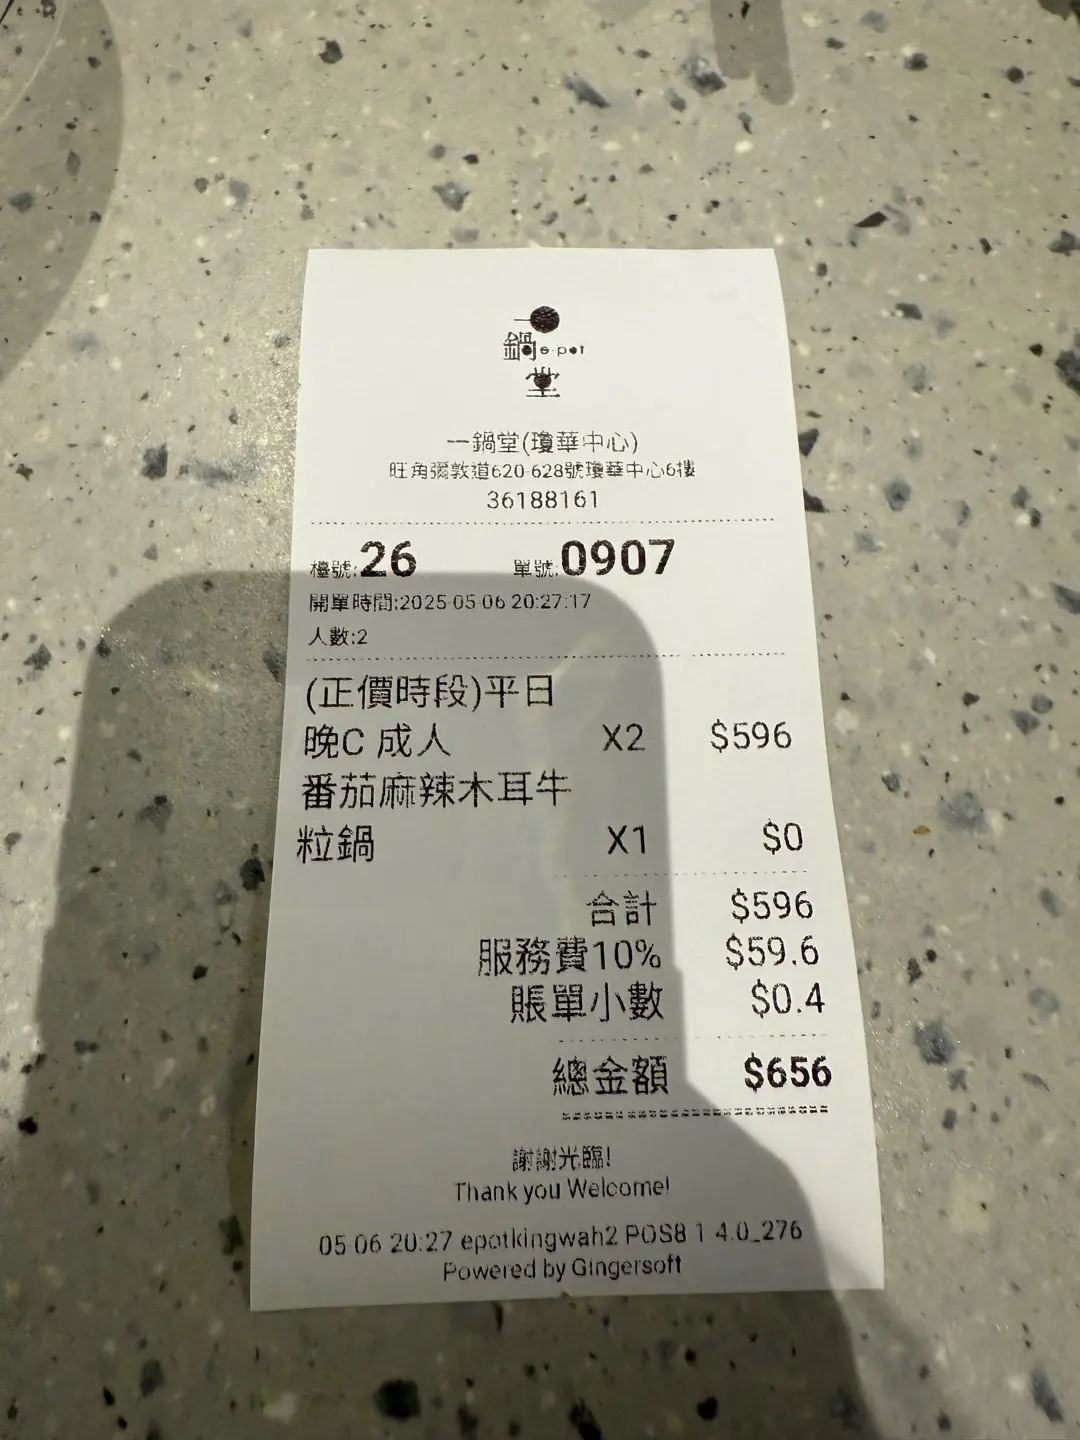 一
鍋 e·pot
堂
一鍋堂(瓊華中心)
旺角彌敦道620-628號瓊華中心6樓
36188161
檯號:26 單號:0907
開單時間:2025-05-06 20:27:17
人數:2
(正價時段)平日
晚C 成人 X2 $596
番茄麻辣木耳牛
粒鍋 X1 $0
合計 $596
服務費10% $59.6
賬單小數 $0.4
總金額 $656
謝謝光臨!
Thank you Welcome!
05-06 20:27 epotkingwah2 POS8 1 4.0_276
Powered by Gingersoft